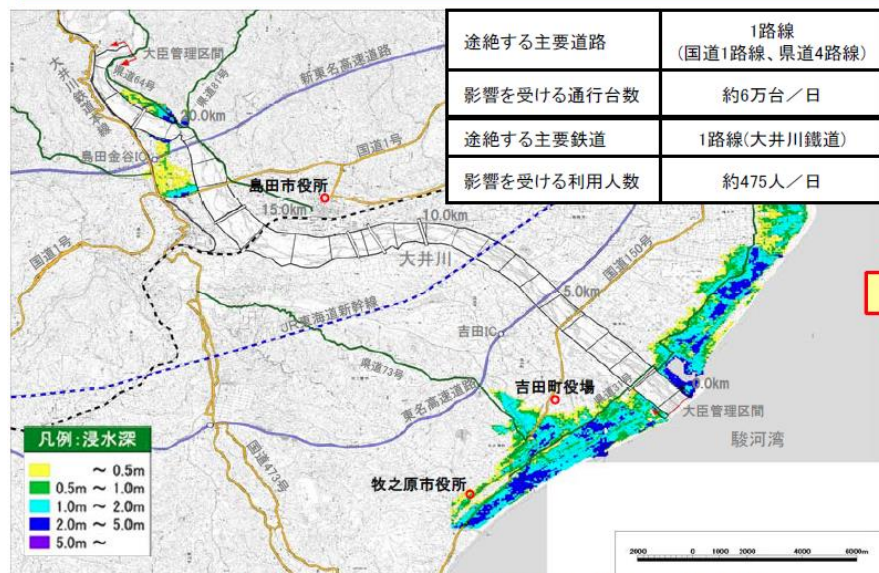 途絶する主要道路
1路線
(国道1路線、県道4路線)
影響を受ける通行台数
約6万台／日
途絶する主要鉄道
1路線(大井川鐵道)
影響を受ける利用人数
約475人／日
大臣管理区間
大井川鉄道本線
県道64号
県道81号
新東名高速道路
20.0km
国道1号
島田金谷IC
島田市役所
15.0km
10.0km
国道1号
大井川
国道150号
5.0km
JR東海道新幹線
吉田IC
県道73号
吉田町役場
県道31号
0.0km
東名高速道路
大臣管理区間
駿河湾
国道473号
牧之原市役所
凡例:浸水深
～ 0.5m
0.5m ～ 1.0m
1.0m ～ 2.0m
2.0m ～ 5.0m
5.0m ～
2000 0 1000 2000 4000 6000m